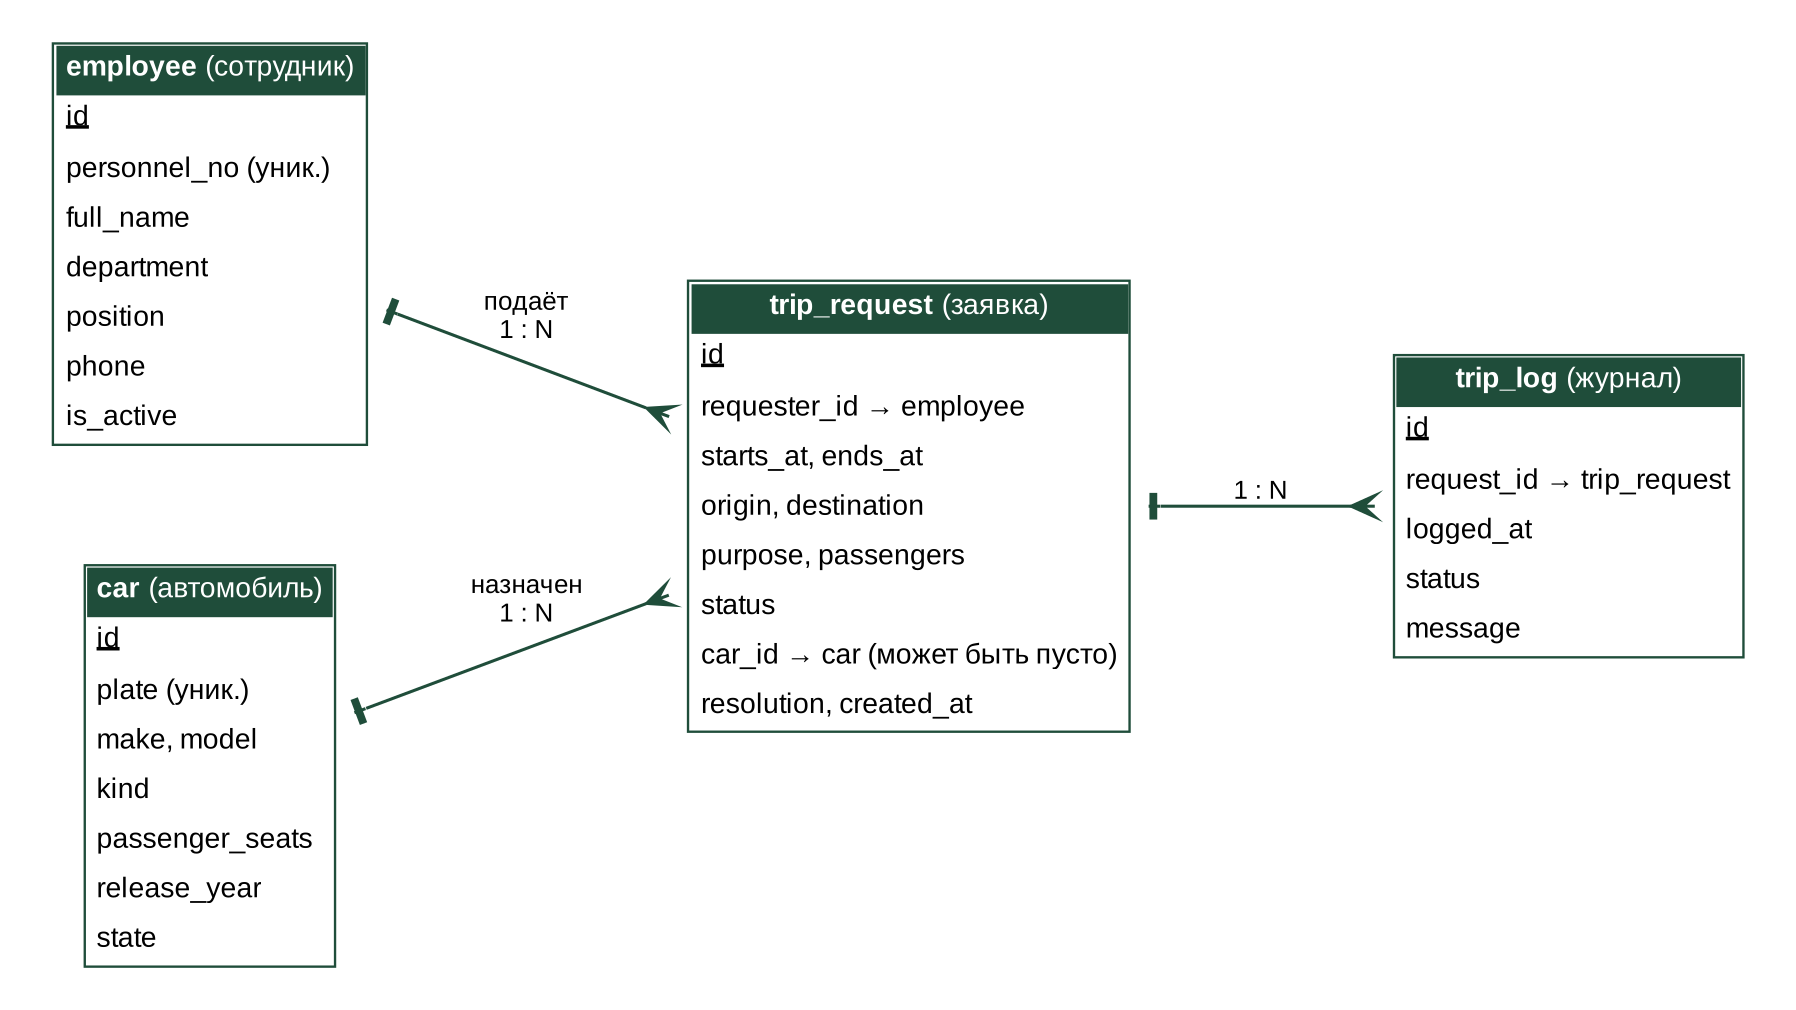 employee (сотрудник)
id
personnel_no (уник.)
full_name
department
position
phone
is_active
подаёт
1 : N
car (автомобиль)
id
plate (уник.)
make, model
kind
passenger_seats
release_year
state
назначен
1 : N
trip_request (заявка)
id
requester_id → employee
starts_at, ends_at
origin, destination
purpose, passengers
status
car_id → car (может быть пусто)
resolution, created_at
1 : N
trip_log (журнал)
id
request_id → trip_request
logged_at
status
message